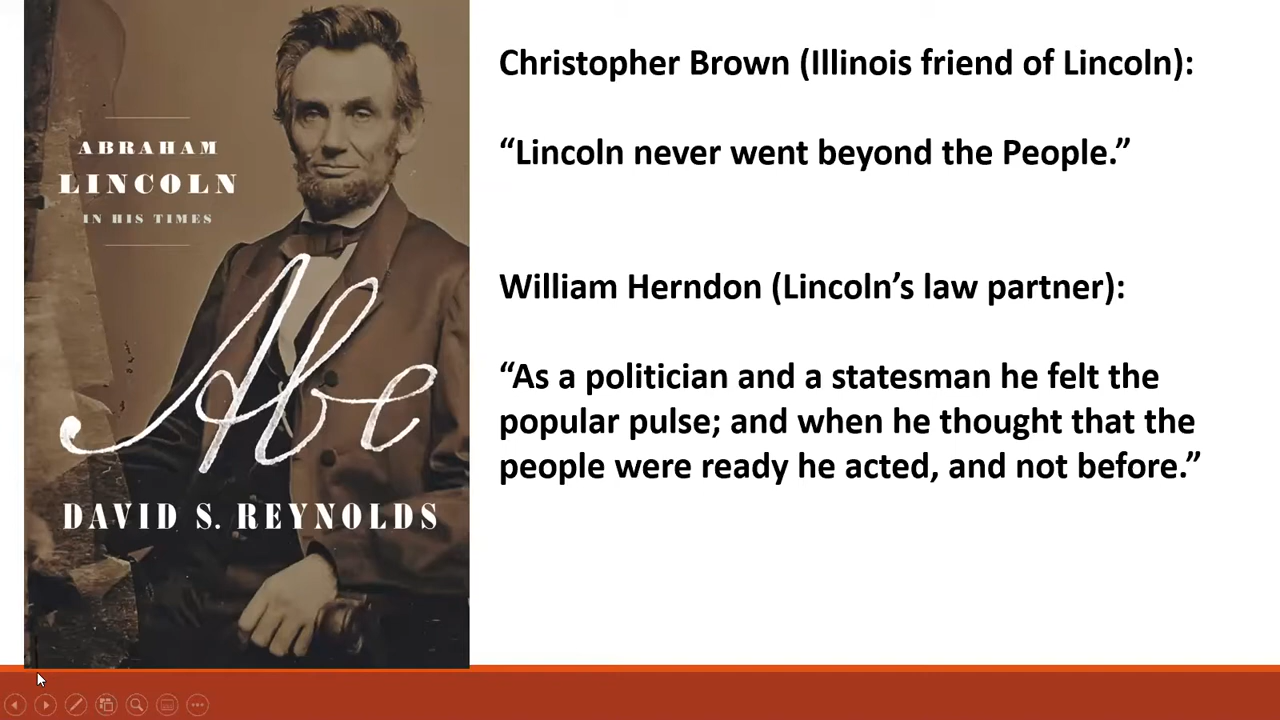 ABRAHAM
LINCOLN
IN HIS TIMES
Abe
DAVID S. REYNOLDS
Christopher Brown (Illinois friend of Lincoln):
“Lincoln never went beyond the People.”
William Herndon (Lincoln’s law partner):
“As a politician and a statesman he felt the
popular pulse; and when he thought that the
people were ready he acted, and not before.”